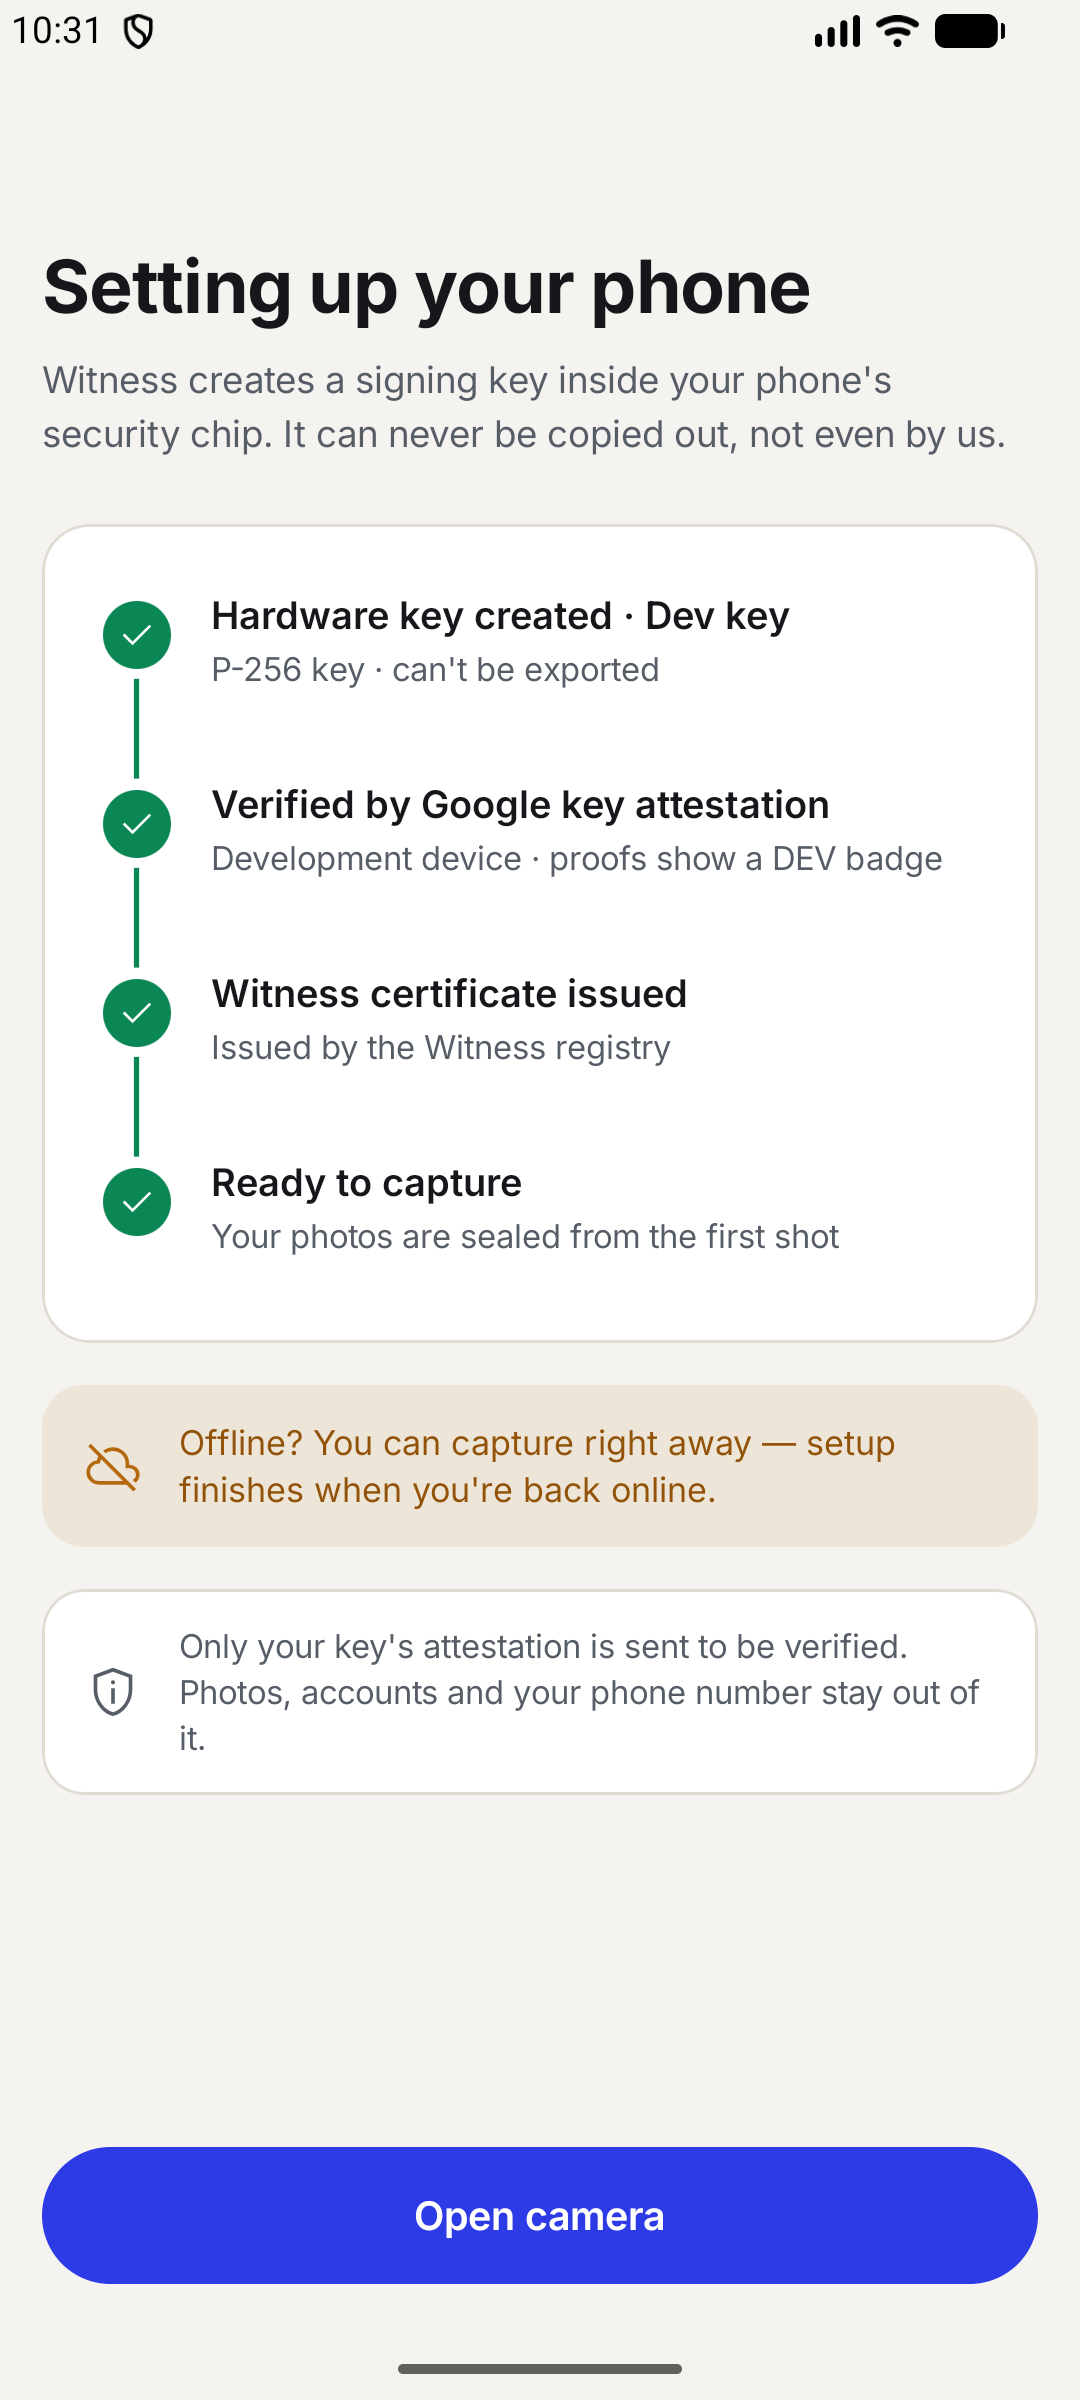 10:31
Setting up your phone
Witness creates a signing key inside your phone's
security chip. It can never be copied out, not even by us.
Hardware key created · Dev key
P-256 key · can't be exported
Verified by Google key attestation
Development device · proofs show a DEV badge
Witness certificate issued
Issued by the Witness registry
Ready to capture
Your photos are sealed from the first shot
Offline? You can capture right away — setup
finishes when you're back online.
Only your key's attestation is sent to be verified.
Photos, accounts and your phone number stay out of
it.
Open camera